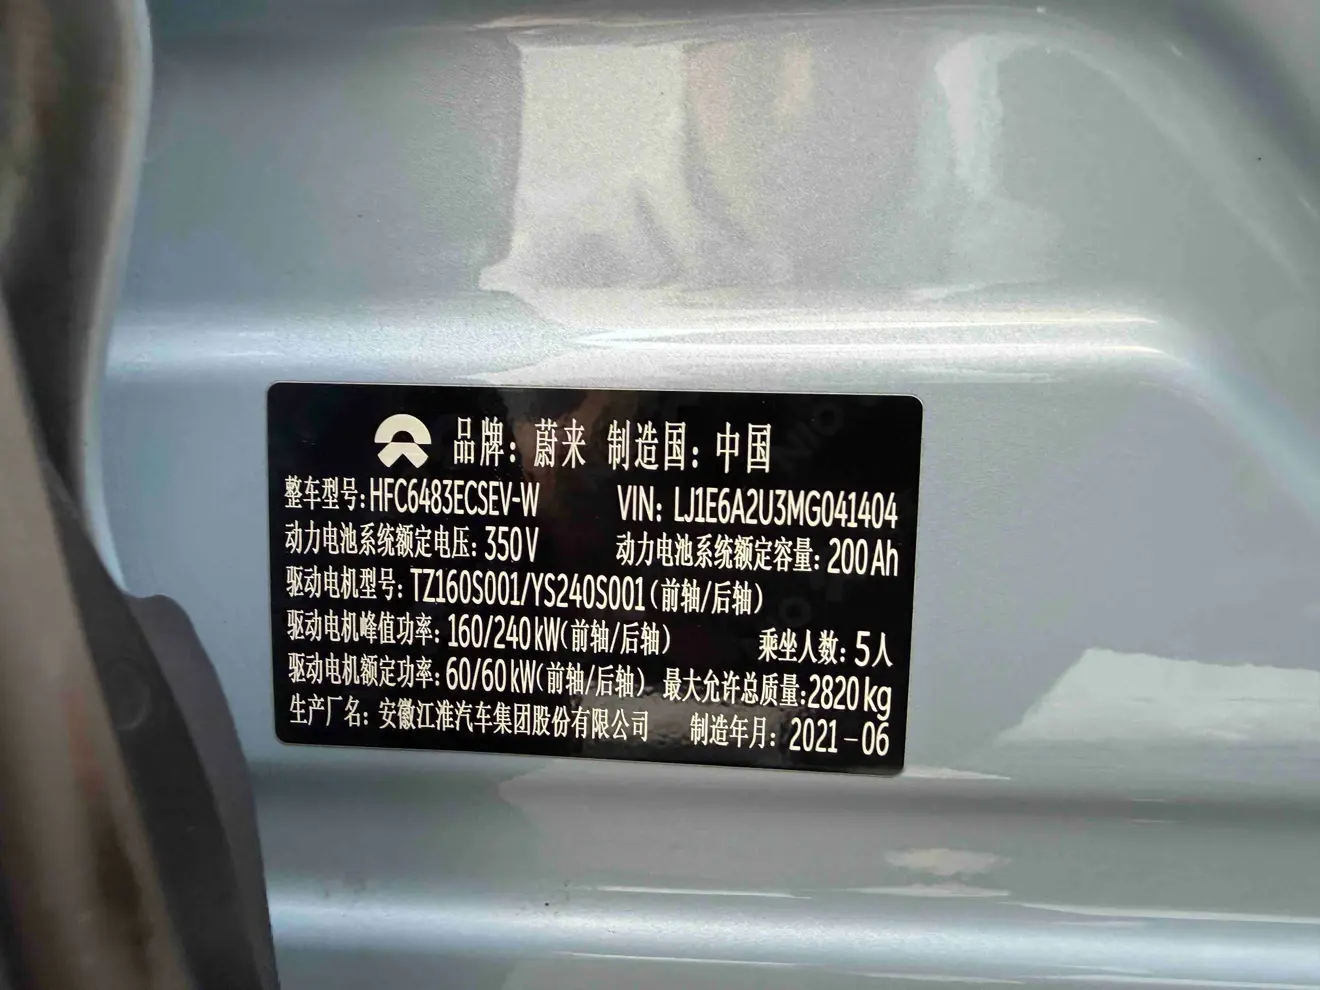 品牌：蔚来 制造国：中国
整车型号：HFC6483ECSEV-W VIN：LJ1E6A2U3MG041404
动力电池系统额定电压：350V 动力电池系统额定容量：200Ah
驱动电机型号：TZ160S001/YS240S001（前轴/后轴）
驱动电机峰值功率：160/240kW（前轴/后轴） 乘坐人数：5人
驱动电机额定功率：60/60kW（前轴/后轴） 最大允许总质量：2820kg
生产厂名：安徽江淮汽车集团股份有限公司 制造年月：2021-06